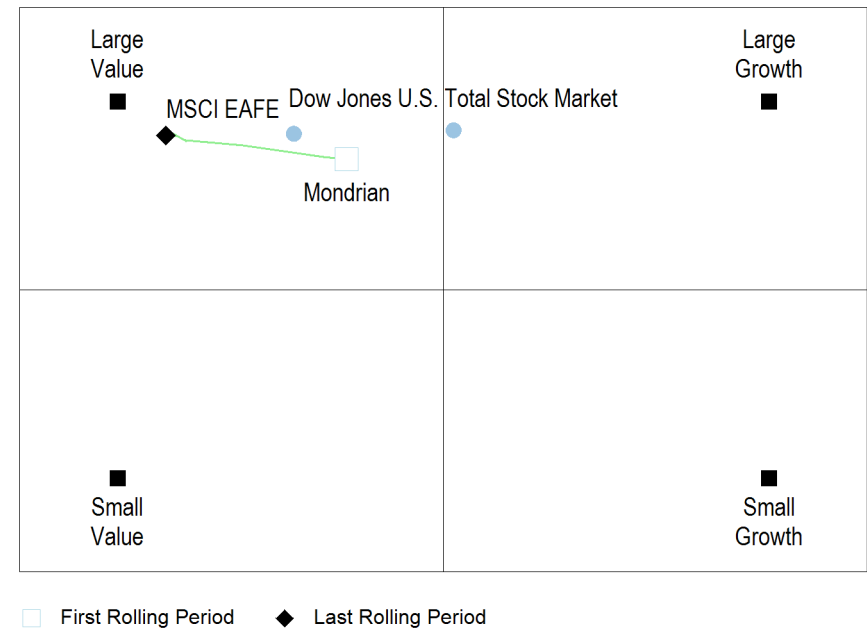 Large
Value
Large
Growth
MSCI EAFE
Dow Jones U.S. Total Stock Market
Mondrian
Small
Value
Small
Growth
First Rolling Period
Last Rolling Period